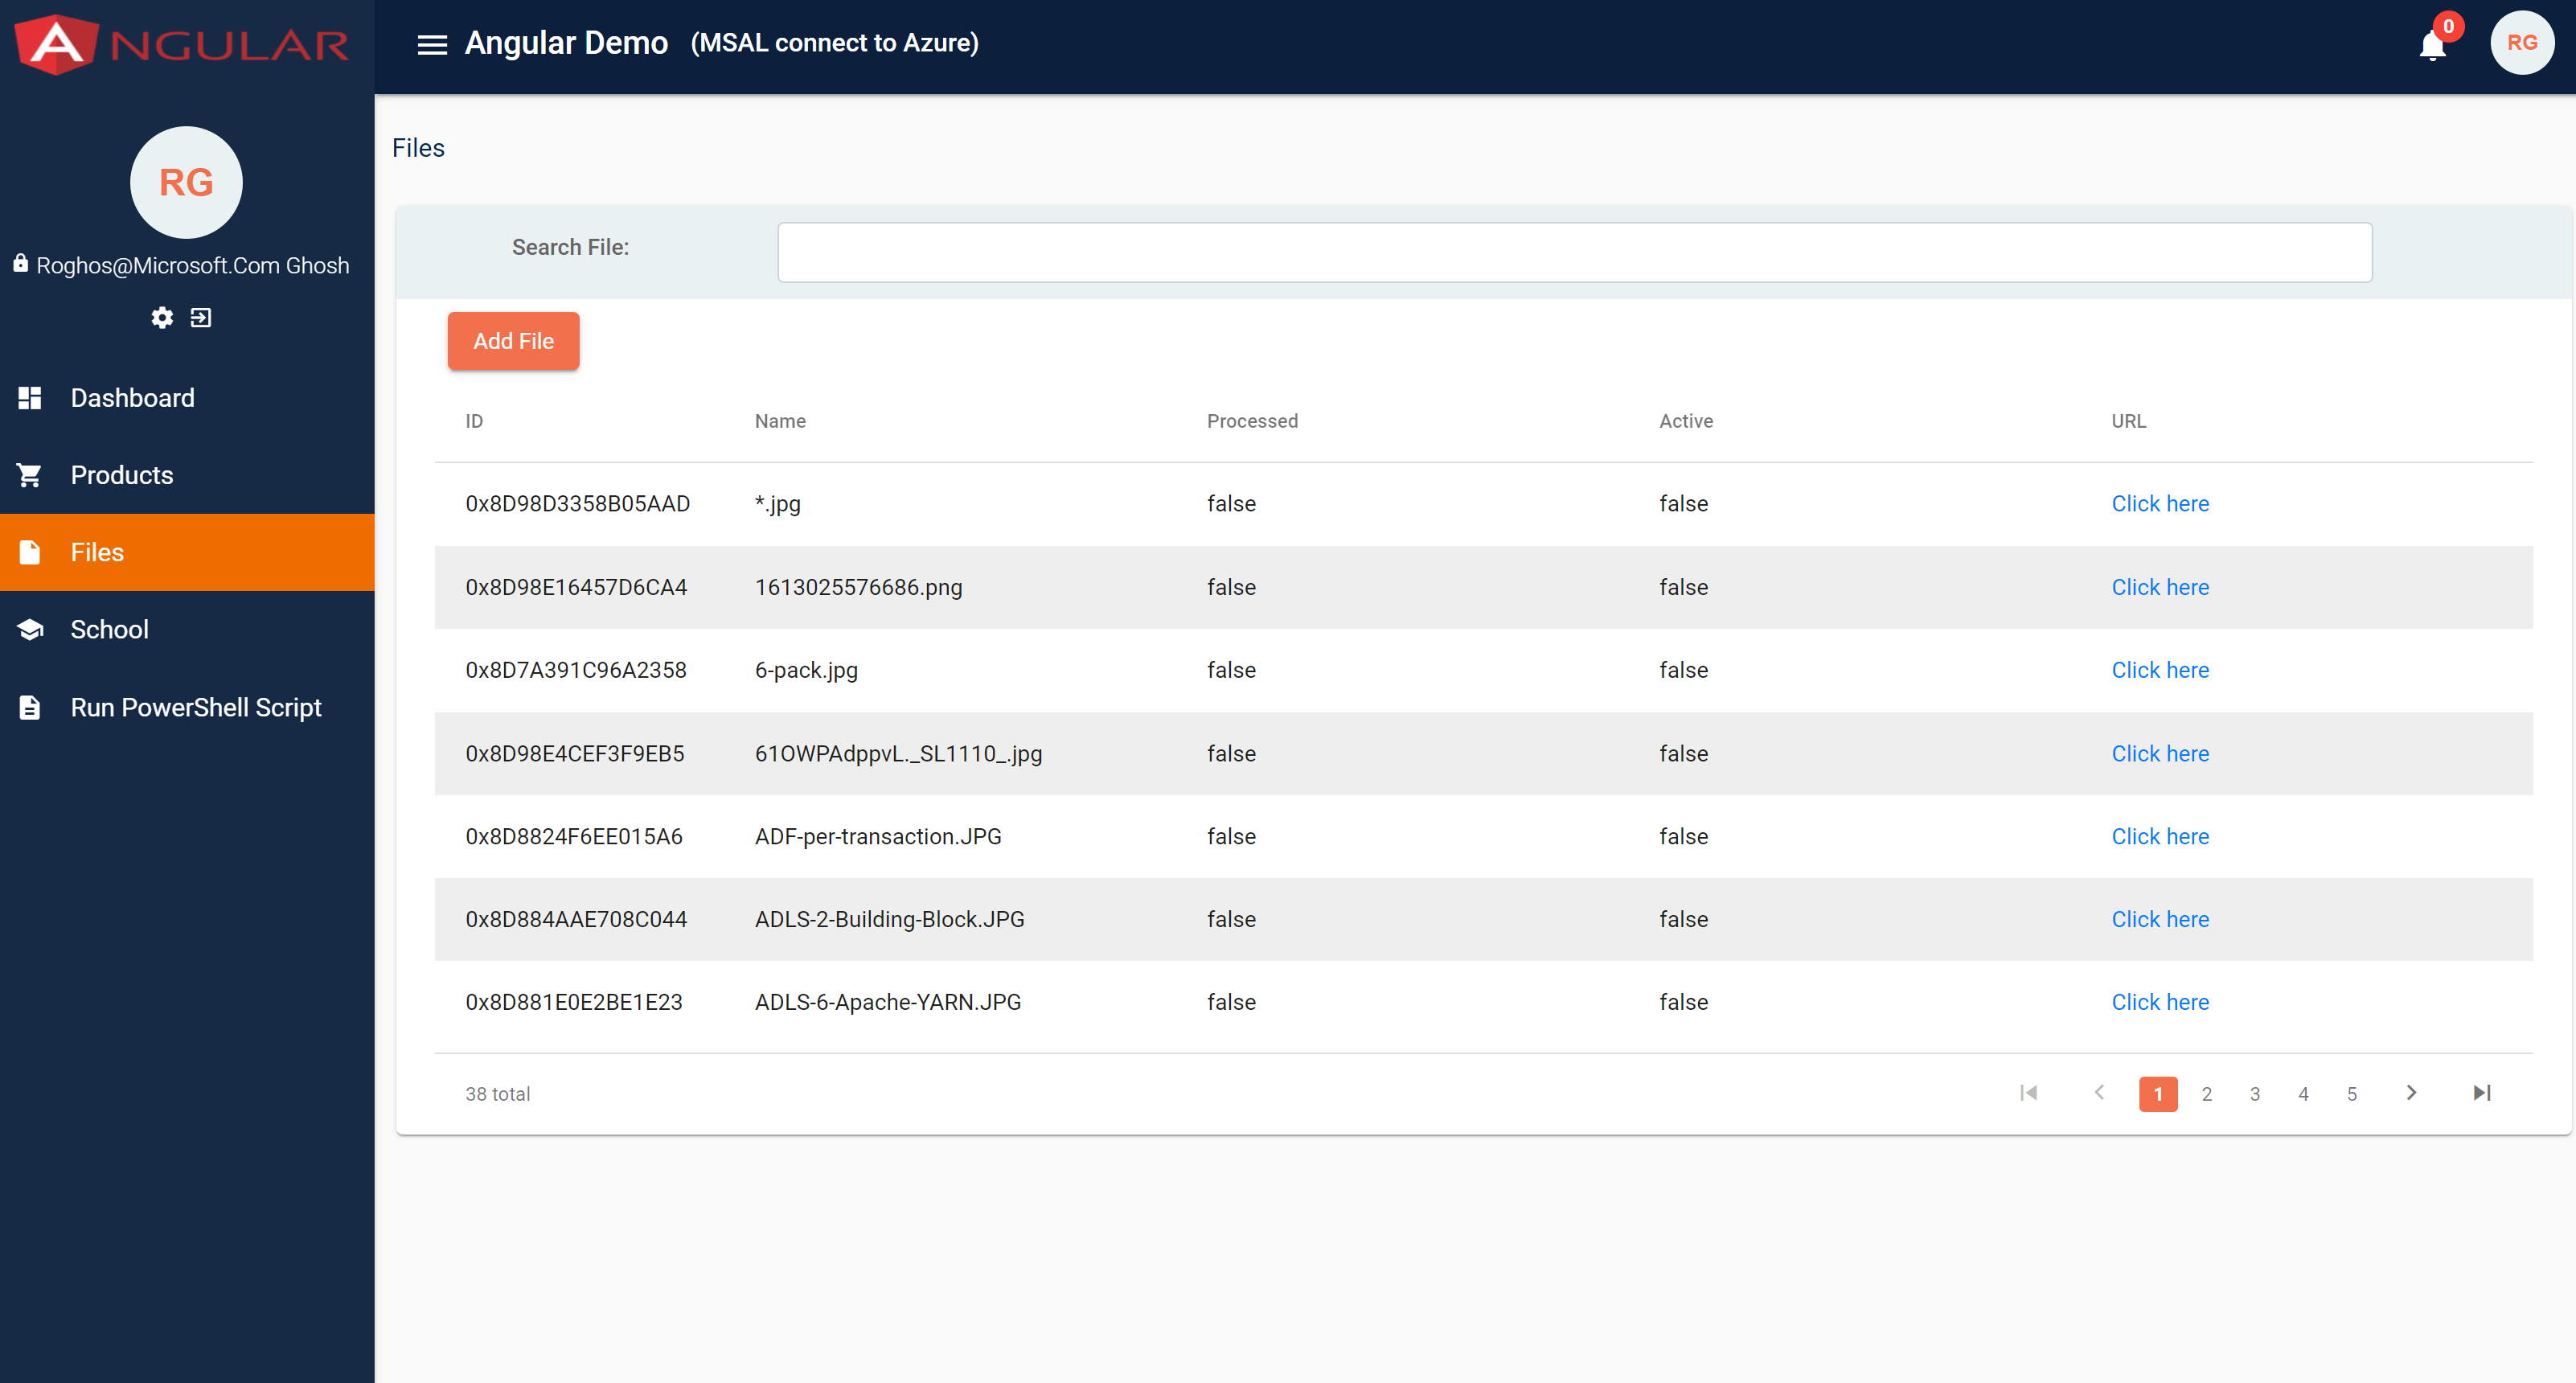 ANGULAR
Angular Demo (MSAL connect to Azure)
0
RG
RG
Roghos@Microsoft.Com Ghosh
Dashboard
Products
Files
School
Run PowerShell Script
Files
Search File:
Add File
ID Name Processed Active URL
0x8D98D3358B05AAD *.jpg false false Click here
0x8D98E16457D6CA4 1613025576686.png false false Click here
0x8D7A391C96A2358 6-pack.jpg false false Click here
0x8D98E4CEF3F9EB5 61OWPAdppvL._SL1110_.jpg false false Click here
0x8D8824F6EE015A6 ADF-per-transaction.JPG false false Click here
0x8D884AAE708C044 ADLS-2-Building-Block.JPG false false Click here
0x8D881E0E2BE1E23 ADLS-6-Apache-YARN.JPG false false Click here
38 total 1 2 3 4 5